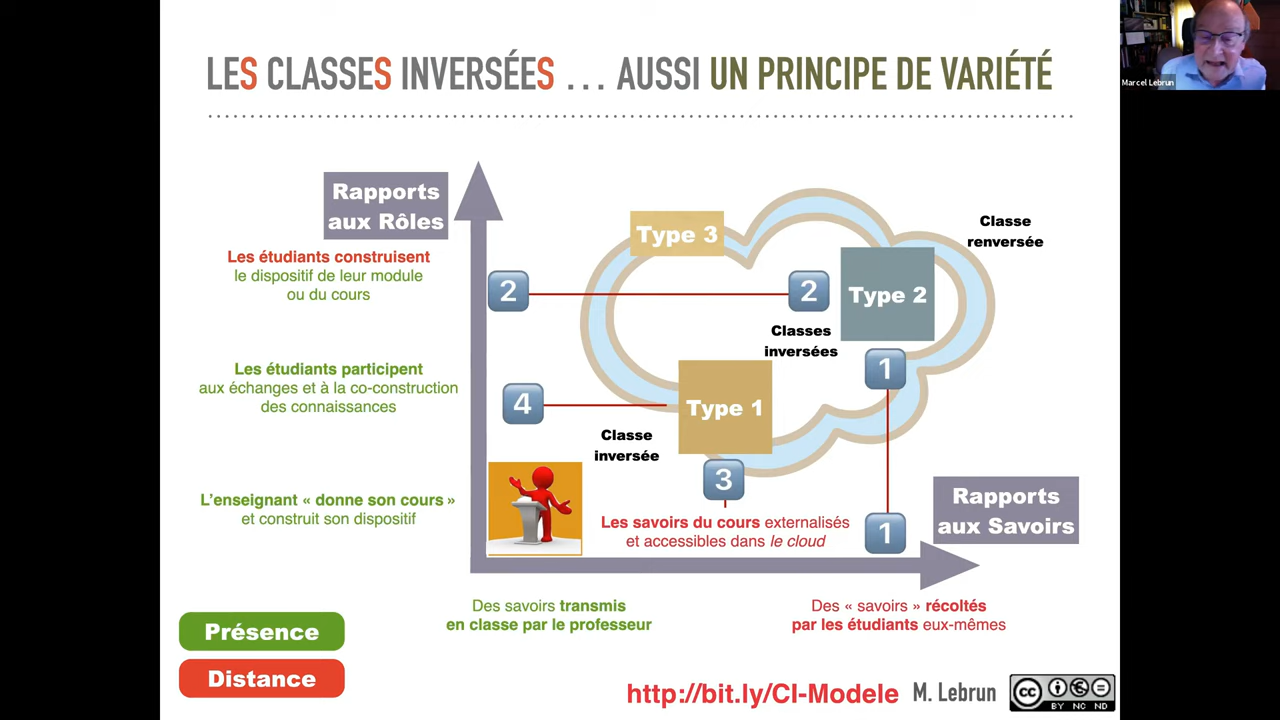 LES CLASSES INVERSÉES ... AUSSI UN PRINCIPE DE VARIÉTÉ
Marcel Lebrun
Rapports
aux Rôles
Les étudiants construisent
le dispositif de leur module
ou du cours
Les étudiants participent
aux échanges et à la co-construction
des connaissances
L'enseignant « donne son cours »
et construit son dispositif
Type 3
Classe
renversée
2
2
Type 2
Classes
inversées
1
4
Type 1
Classe
inversée
3
Les savoirs du cours externalisés
et accessibles dans le cloud
1
Rapports
aux Savoirs
Des savoirs transmis
en classe par le professeur
Des « savoirs » récoltés
par les étudiants eux-mêmes
Présence
Distance
http://bit.ly/CI-Modele M. Lebrun
cc
BY NC ND